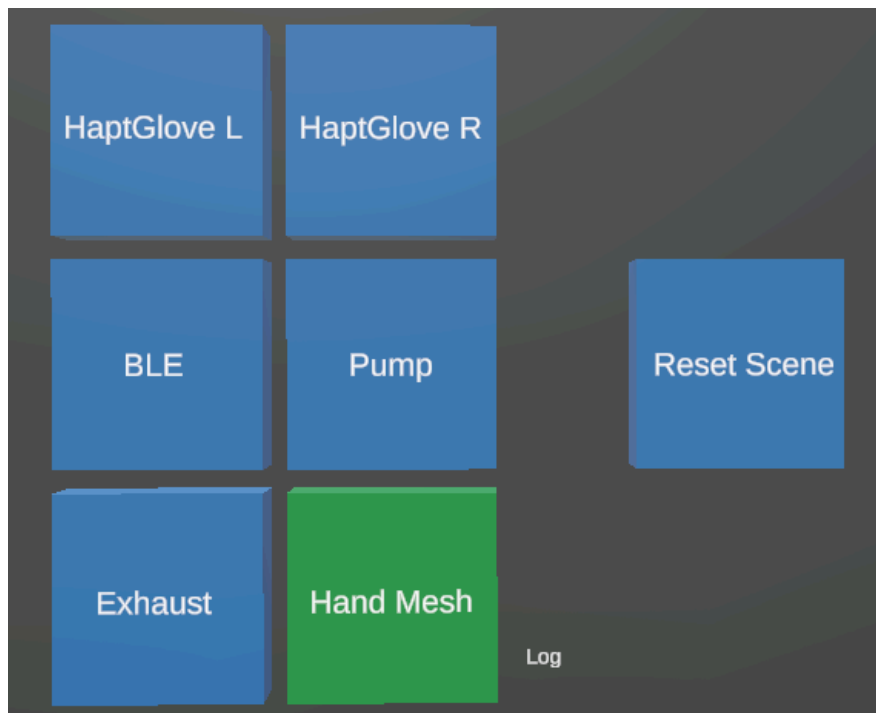 HaptGlove L
HaptGlove R
BLE
Pump
Reset Scene
Exhaust
Hand Mesh
Log